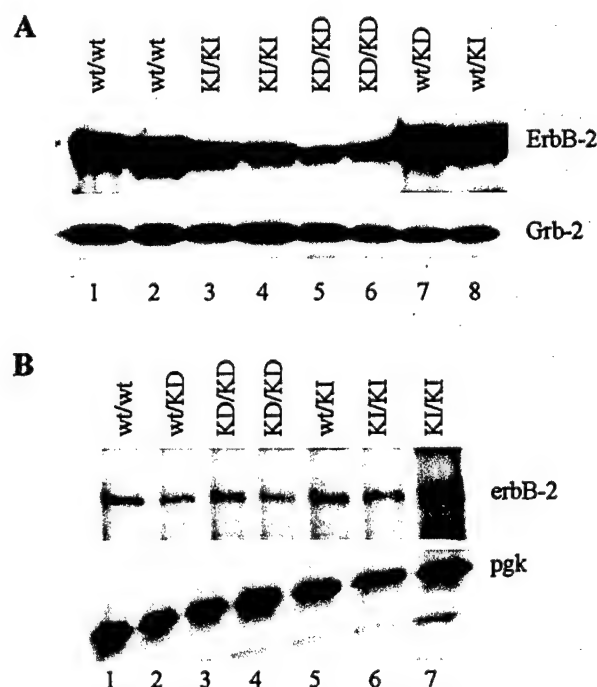 A
wt/wt wt/wt KI/KI KI/KI KD/KD KD/KD wt/KD wt/KI
ErbB-2
Grb-2
1 2 3 4 5 6 7 8
B
wt/wt wt/KD KD/KD KD/KD wt/KI KI/KI KI/KI
erbB-2
pgk
1 2 3 4 5 6 7